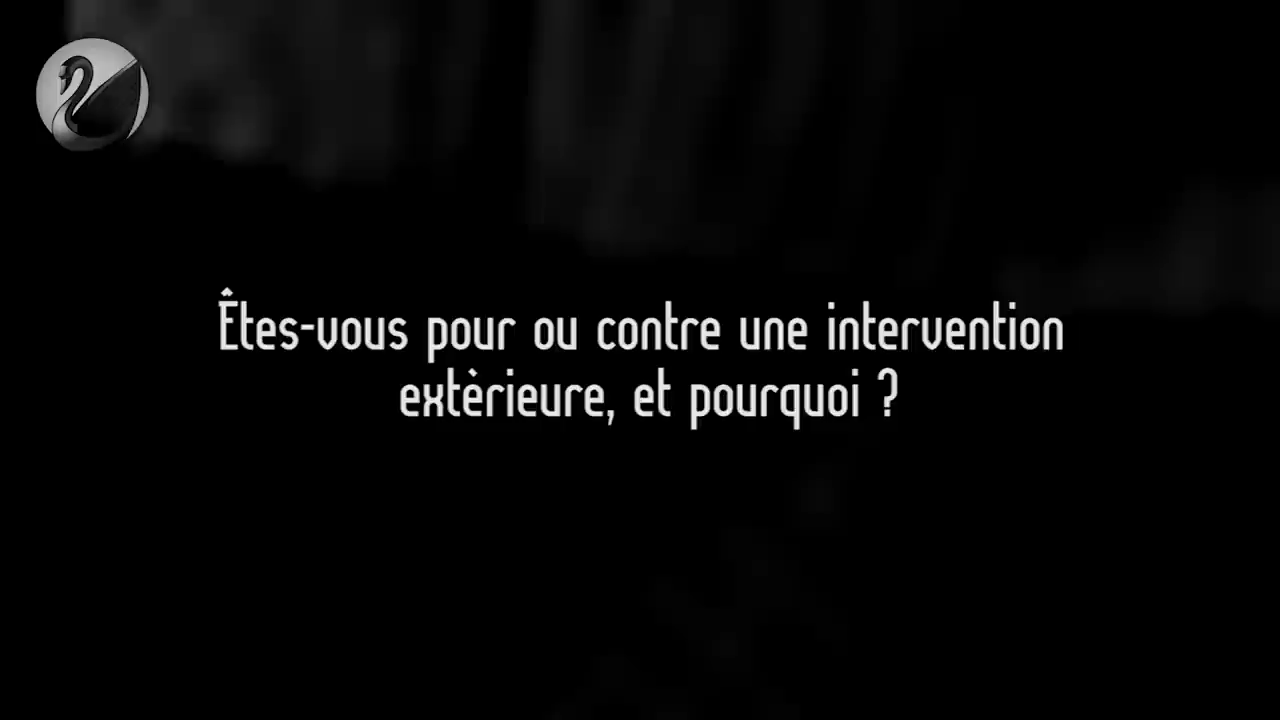 Êtes-vous pour ou contre une intervention
extèrieure, et pourquoi ?